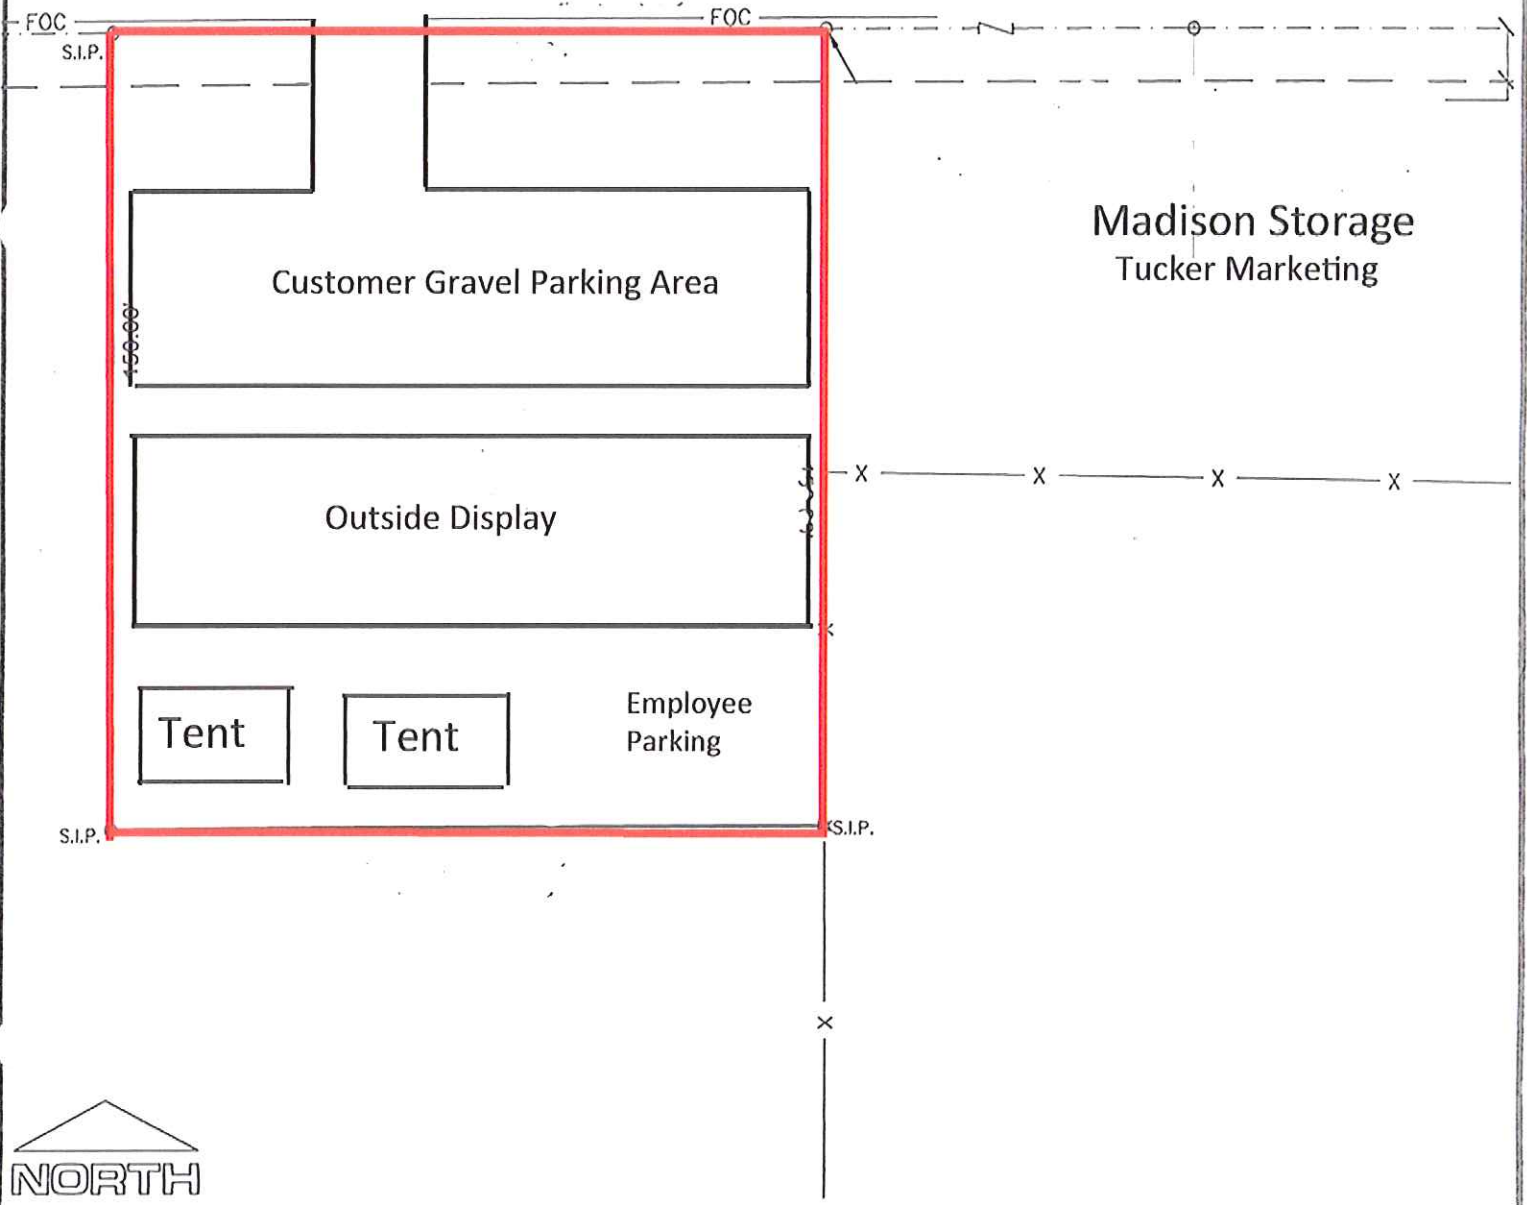 FOC
FOC
S.I.P.
Madison Storage
Tucker Marketing
Customer Gravel Parking Area
150.00'
X X X X
Outside Display
Tent
Tent
Employee
Parking
S.I.P.
S.I.P.
X
NORTH